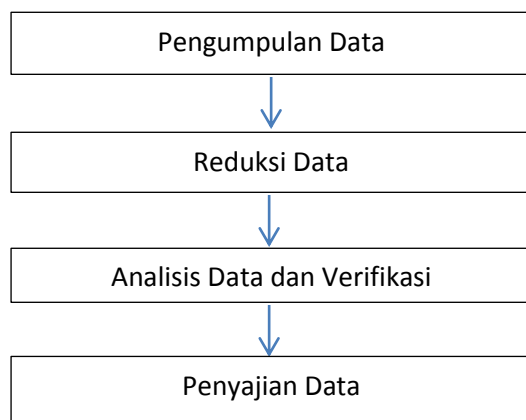 Pengumpulan Data
Reduksi Data
Analisis Data dan Verifikasi
Penyajian Data